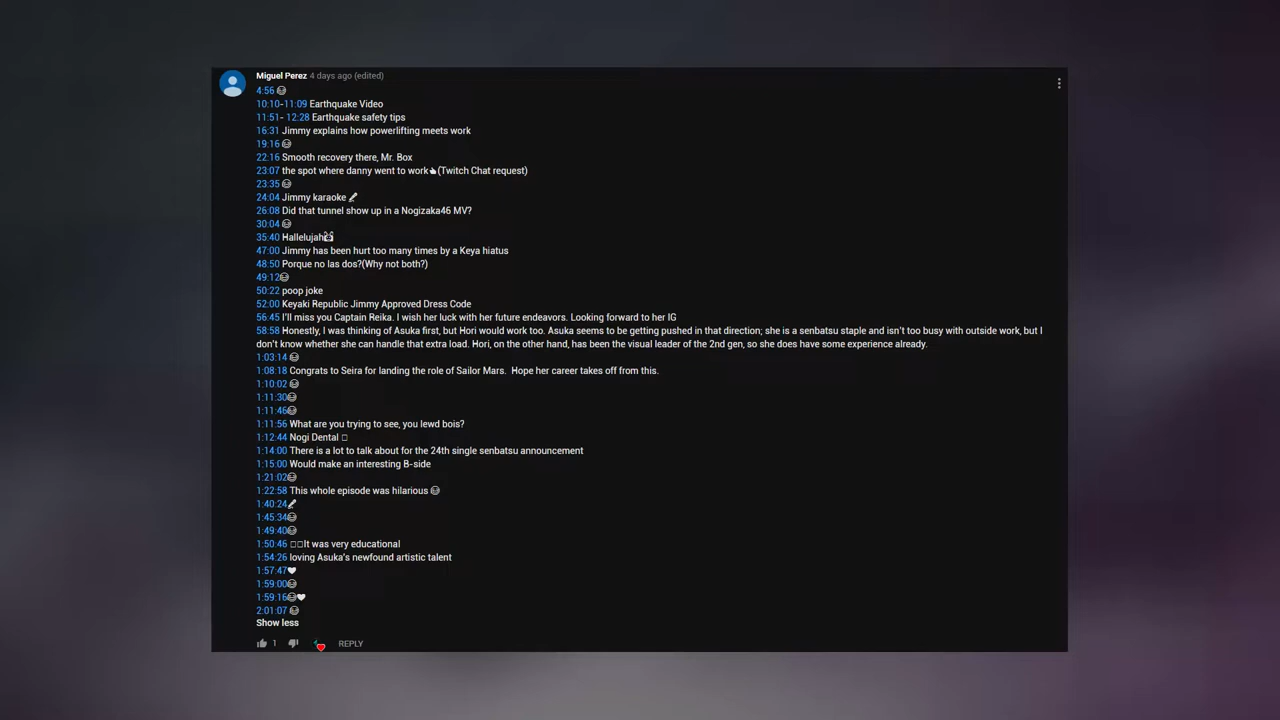 Miguel Perez 4 days ago (edited)
4:56 😂
10:10-11:09 Earthquake Video
11:51- 12:28 Earthquake safety tips
16:31 Jimmy explains how powerlifting meets work
19:16 😂
22:16 Smooth recovery there, Mr. Box
23:07 the spot where danny went to work (Twitch Chat request)
23:35 😂
24:04 Jimmy karaoke 🎤
26:08 Did that tunnel show up in a Nogizaka46 MV?
30:04 😂
35:40 Hallelujah
47:00 Jimmy has been hurt too many times by a Keya hiatus
48:50 Porque no las dos?(Why not both?)
49:12😂
50:22 poop joke
52:00 Keyaki Republic Jimmy Approved Dress Code
56:45 I'll miss you Captain Reika. I wish her luck with her future endeavors. Looking forward to her IG
58:58 Honestly, I was thinking of Asuka first, but Hori would work too. Asuka seems to be getting pushed in that direction; she is a senbatsu staple and isn't too busy with outside work, but I
don't know whether she can handle that extra load. Hori, on the other hand, has been the visual leader of the 2nd gen, so she does have some experience already.
1:03:14 😂
1:08:18 Congrats to Seira for landing the role of Sailor Mars.  Hope her career takes off from this.
1:10:02 😂
1:11:30😂
1:11:46😂
1:11:56 What are you trying to see, you lewd bois?
1:12:44 Nogi Dental □
1:14:00 There is a lot to talk about for the 24th single senbatsu announcement
1:15:00 Would make an interesting B-side
1:21:02😂
1:22:58 This whole episode was hilarious 😂
1:40:24🎤
1:45:34😂
1:49:40😂
1:50:46 □□It was very educational
1:54:26 loving Asuka's newfound artistic talent
1:57:47♥
1:59:00😂
1:59:16😂♥
2:01:07 😂
Show less
1 REPLY